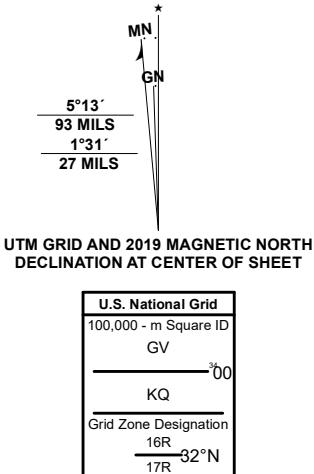 ★
MN
GN
5°13´
93 MILS
1°31´
27 MILS
UTM GRID AND 2019 MAGNETIC NORTH
DECLINATION AT CENTER OF SHEET
U.S. National Grid
100,000 - m Square ID
GV
3400
KQ
Grid Zone Designation
16R
32°N
17R